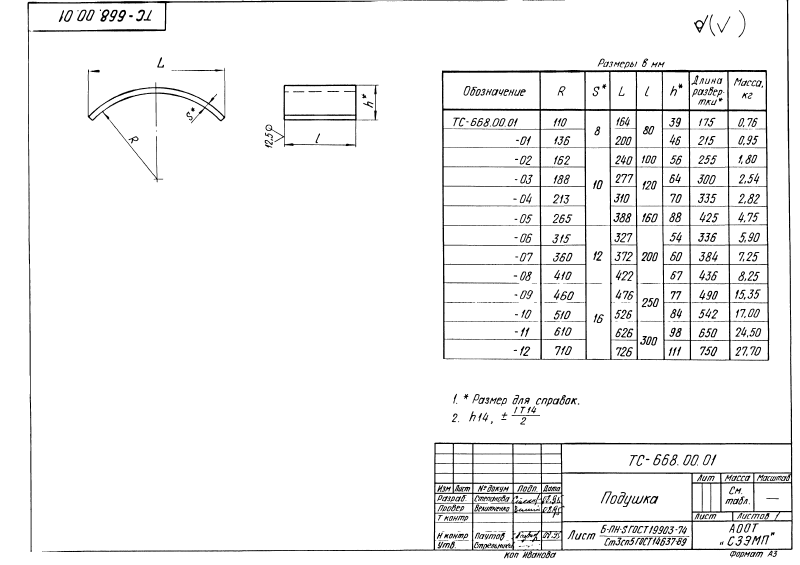 ТС-668.00.01
√(√)
Размеры в мм
Обозначение R S* L l h* Длина развер- тки* Масса, кг
ТС-668.00.01 110 8 164 80 39 175 0,76
-01 136 200 46 215 0,95
-02 162 10 240 100 56 255 1,80
-03 188 277 120 64 300 2,54
-04 213 310 70 335 2,82
-05 265 388 160 88 425 4,75
-06 315 12 327 200 54 336 5,90
-07 360 372 60 384 7,25
-08 410 422 67 436 8,25
-09 460 16 476 250 77 490 15,35
-10 510 526 84 542 17,00
-11 610 626 300 98 650 24,50
-12 710 726 111 750 27,70
L
S*
R
h*
l
12,5
1. * Размер для справок.
2. h14, ± IT14/2
ТС-668.00.01
Изм Лист № докум Подп. Дата
Разраб. Степанова
Провер
Т контр
Н контр Паутов
Утв.
Подушка
Лит Масса Масштаб
См. табл. —
Лист Листов 1
Лист Б-ПН-5 ГОСТ 19903-74
Ст3сп5 ГОСТ 14637-89
АООТ
„СЗЭМП"
Коп Иванова Формат А3